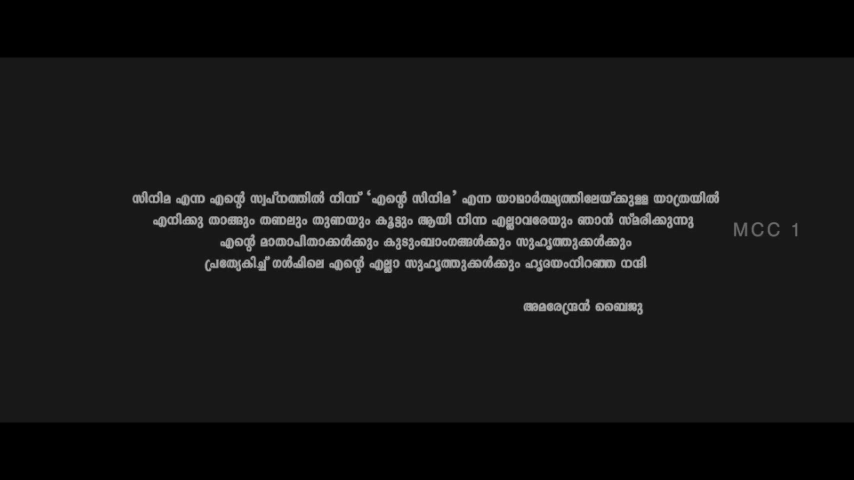 സിനിമ എന്ന എന്റെ സ്വപ്നത്തിൽ നിന്ന് ‘എന്റെ സിനിമ’ എന്ന യാഥാർത്ഥ്യത്തിലേയ്ക്കുള്ള യാത്രയിൽ
എനിക്കു താങ്ങും തണലും തുണയും കൂട്ടും ആയി നിന്ന എല്ലാവരേയും ഞാൻ സ്മരിക്കുന്നു
എന്റെ മാതാപിതാക്കൾക്കും കുടുംബാംഗങ്ങൾക്കും സുഹൃത്തുക്കൾക്കും
MCC 1
പ്രത്യേകിച്ച് ഗൾഫിലെ എന്റെ എല്ലാ സുഹൃത്തുക്കൾക്കും ഹൃദയംനിറഞ്ഞ നന്ദി
അമരേന്ദ്രൻ ബൈജു